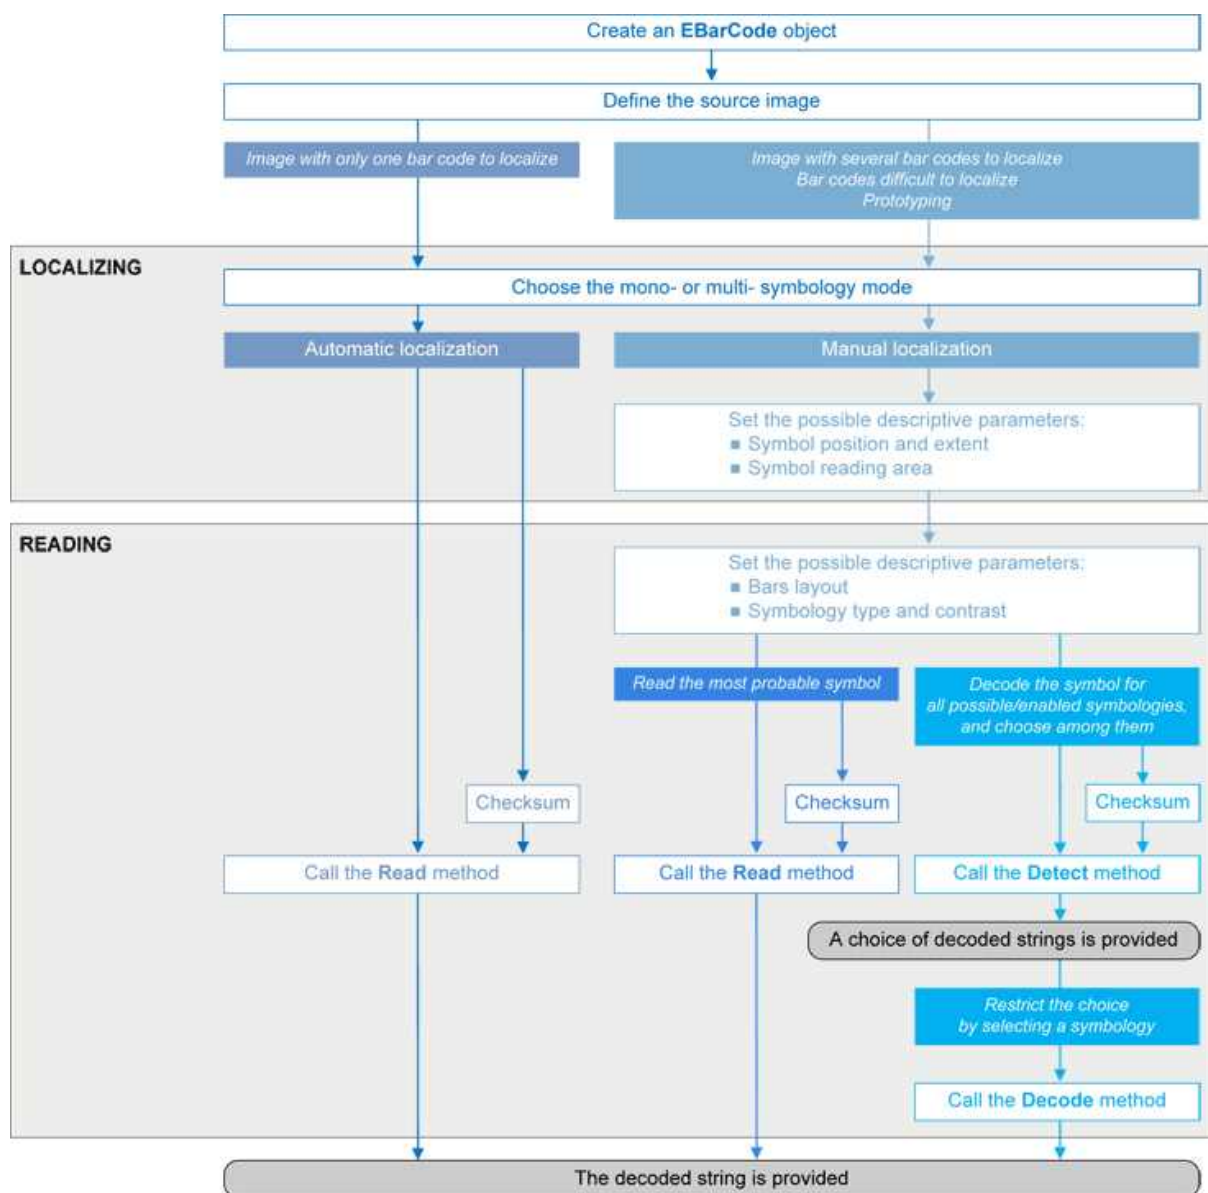 Create an EBarCode object
Define the source image
Image with only one bar code to localize
Image with several bar codes to localize
Bar codes difficult to localize
Prototyping
LOCALIZING
Choose the mono- or multi- symbology mode
Automatic localization
Manual localization
Set the possible descriptive parameters:
■ Symbol position and extent
■ Symbol reading area
READING
Set the possible descriptive parameters:
■ Bars layout
■ Symbology type and contrast
Read the most probable symbol
Decode the symbol for
all possible/enabled symbologies,
and choose among them
Checksum
Checksum
Checksum
Call the Read method
Call the Read method
Call the Detect method
A choice of decoded strings is provided
Restrict the choice
by selecting a symbology
Call the Decode method
The decoded string is provided